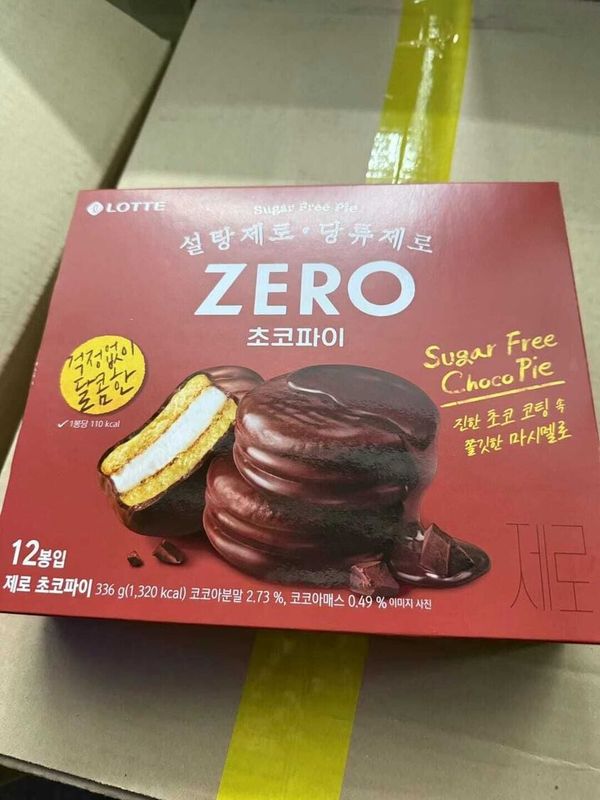 LOTTE
Sugar Free Pie
설탕제로·당류제로
ZERO
초코파이
걱정없이
달콤한
✓1봉당 110 kcal
Sugar Free
Choco Pie
진한 초코 코팅 속
쫄깃한 마시멜로
제로
12봉입
제로 초코파이 336 g(1,320 kcal) 코코아분말 2.73 %, 코코아매스 0.49 % 이미지 사진